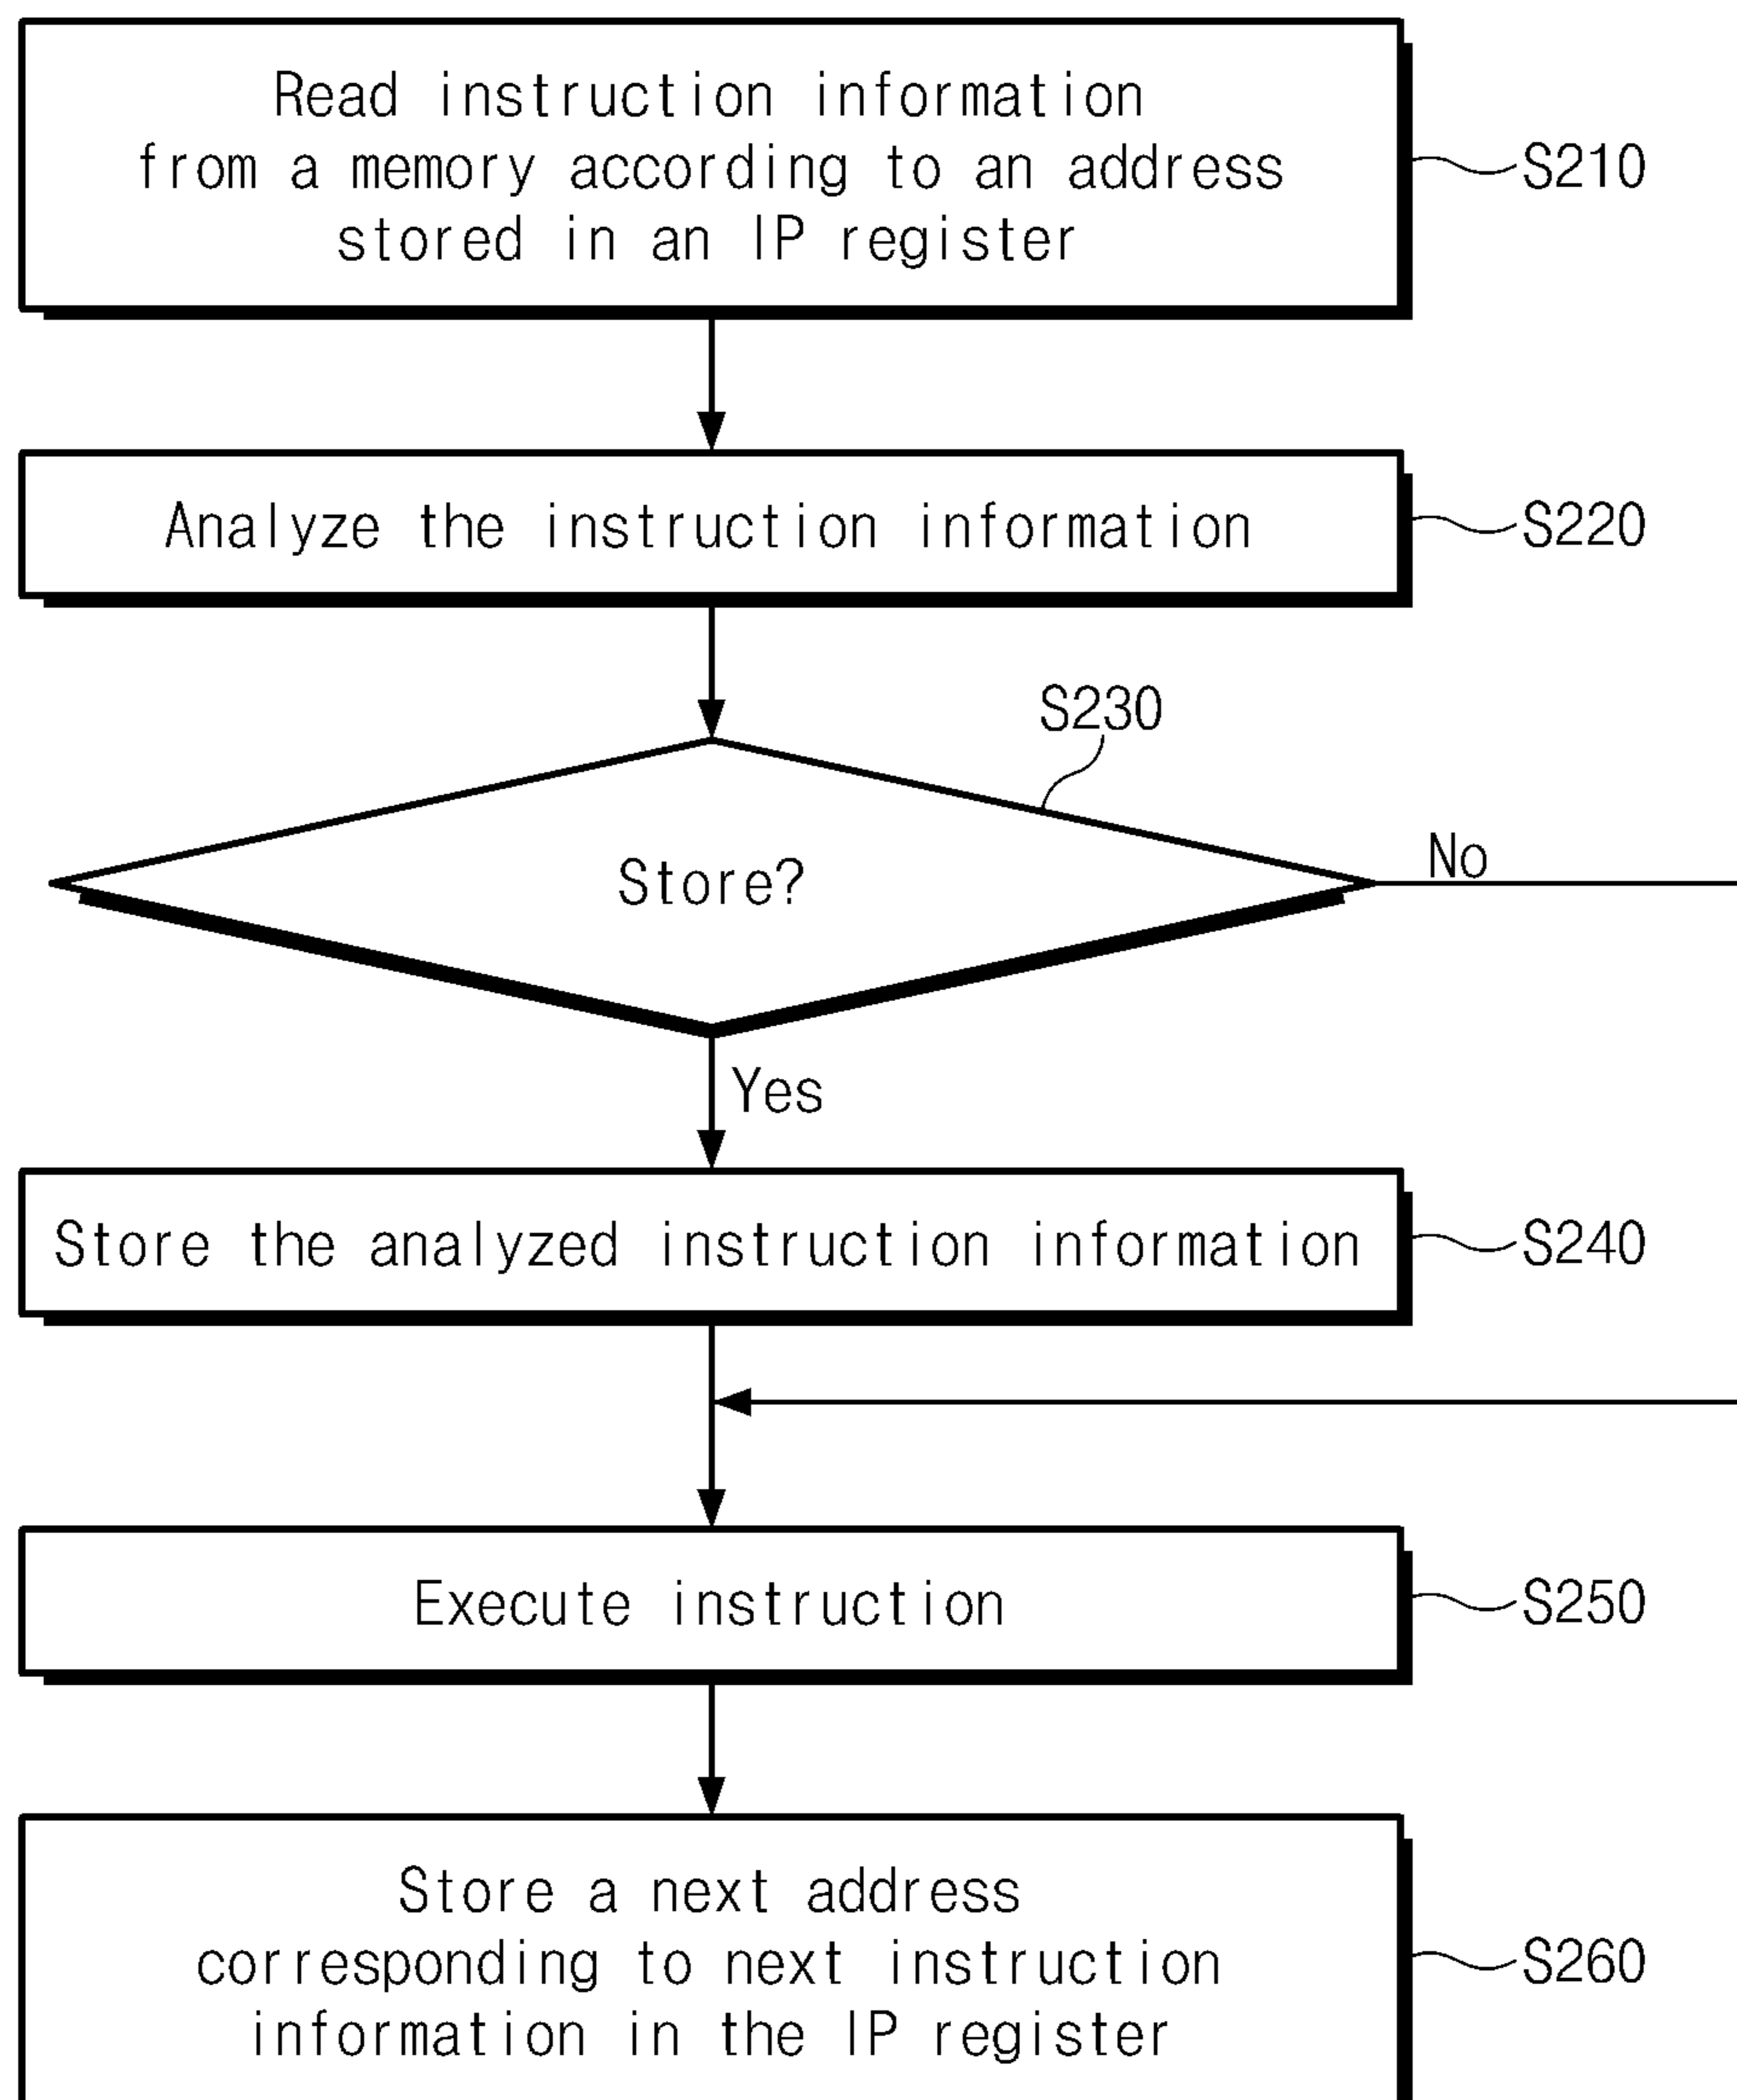 Read instruction information
from a memory according to an address
stored in an IP register
S210
Analyze the instruction information
S220
S230
Store?
No
Yes
Store the analyzed instruction information
S240
Execute instruction
S250
Store a next address
corresponding to next instruction
information in the IP register
S260